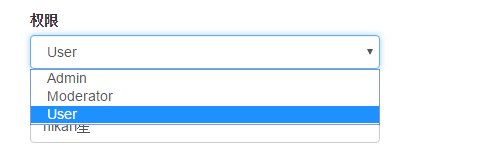 权限
User
Admin
Moderator
User